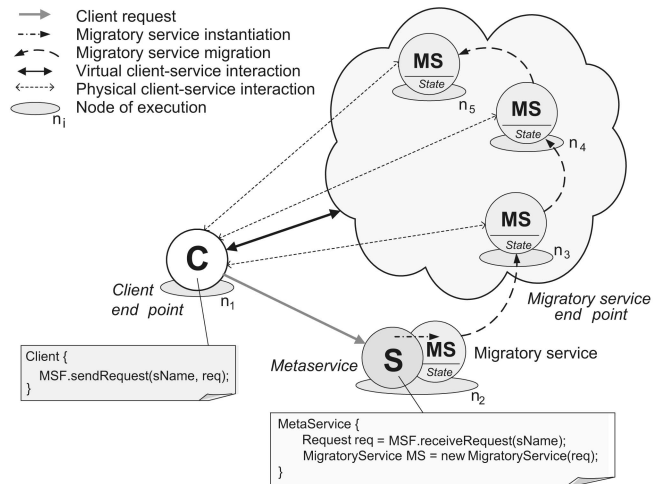 Client request
Migratory service instantiation
Migratory service migration
Virtual client-service interaction
Physical client-service interaction
Node of execution
ni
MS
State
n5
MS
State
n4
MS
State
n3
C
n1
Client
end point
Migratory service
end point
Metaservice
S
MS
State
Migratory service
n2
Client {
MSF.sendRequest(sName, req);
}
MetaService {
Request req = MSF.receiveRequest(sName);
MigratoryService MS = new MigratoryService(req);
}